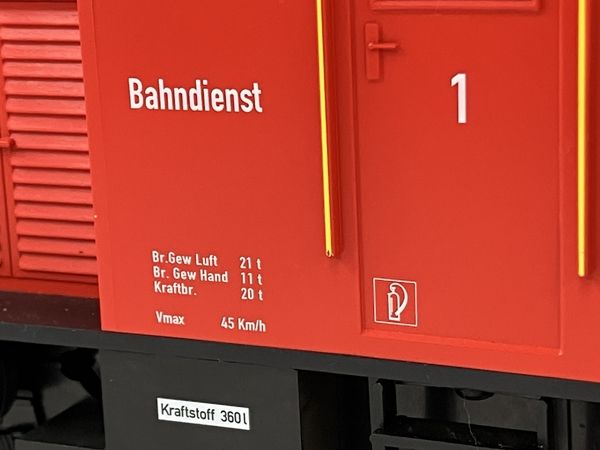 Bahndienst
1
Br.Gew Luft 21 t
Br. Gew Hand 11 t
Kraftbr. 20 t
Vmax 45 Km/h
Kraftstoff 360 l